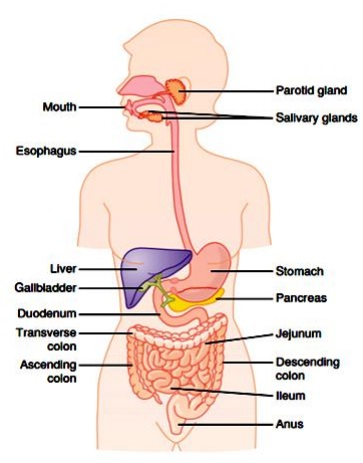 Parotid gland
Mouth
Salivary glands
Esophagus
Liver
Stomach
Gallbladder
Pancreas
Duodenum
Transverse
colon
Jejunum
Ascending
colon
Descending
colon
Ileum
Anus